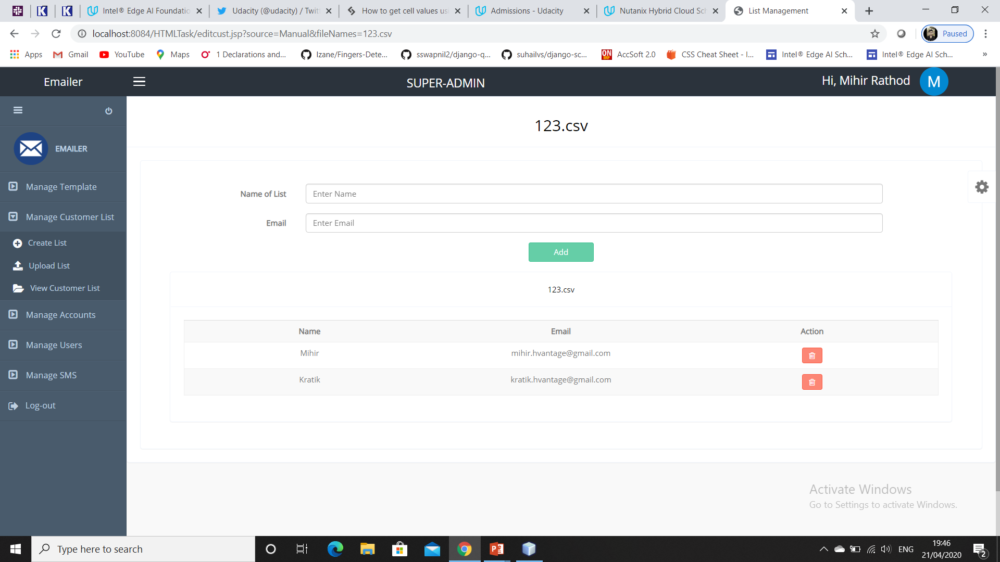 Intel® Edge AI Foundatio
Udacity (@udacity) / Twit
How to get cell values usi
Admissions - Udacity
Nutanix Hybrid Cloud Sch
List Management
localhost:8084/HTMLTask/editcust.jsp?source=Manual&fileNames=123.csv
Paused
Apps
Gmail
YouTube
Maps
1 Declarations and...
Izane/Fingers-Dete...
sswapnil2/django-q...
suhailvs/django-sc...
AccSoft 2.0
CSS Cheat Sheet - I...
Intel® Edge AI Sch...
Intel® Edge AI Sch...
»
Emailer
SUPER-ADMIN
Hi, Mihir Rathod
M
EMAILER
Manage Template
Manage Customer List
Create List
Upload List
View Customer List
Manage Accounts
Manage Users
Manage SMS
Log-out
123.csv
Name of List
Enter Name
Email
Enter Email
Add
123.csv
Name Email Action
Mihir mihir.hvantage@gmail.com
Kratik kratik.hvantage@gmail.com
Activate Windows
Go to Settings to activate Windows.
Type here to search
ENG
19:46
21/04/2020
2